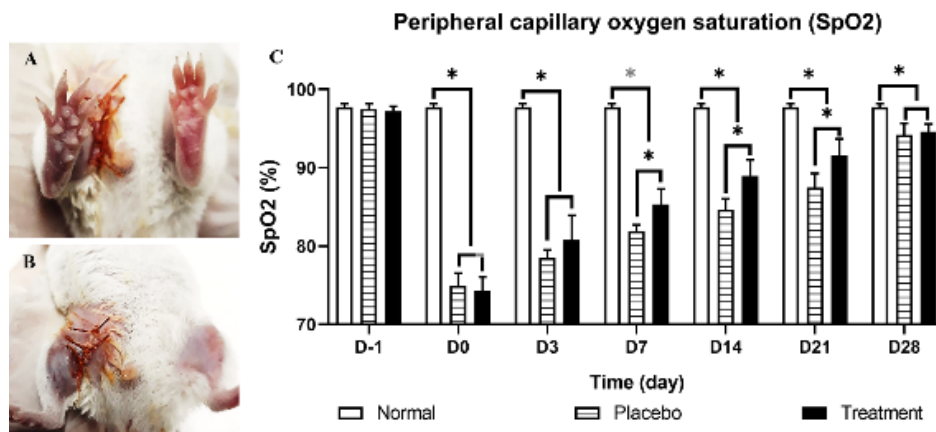 Peripheral capillary oxygen saturation (SpO2)
A
B
C
* * * * * *
* * *
100
90
80
70
SpO2 (%)
D-1 D0 D3 D7 D14 D21 D28
Time (day)
Normal Placebo Treatment